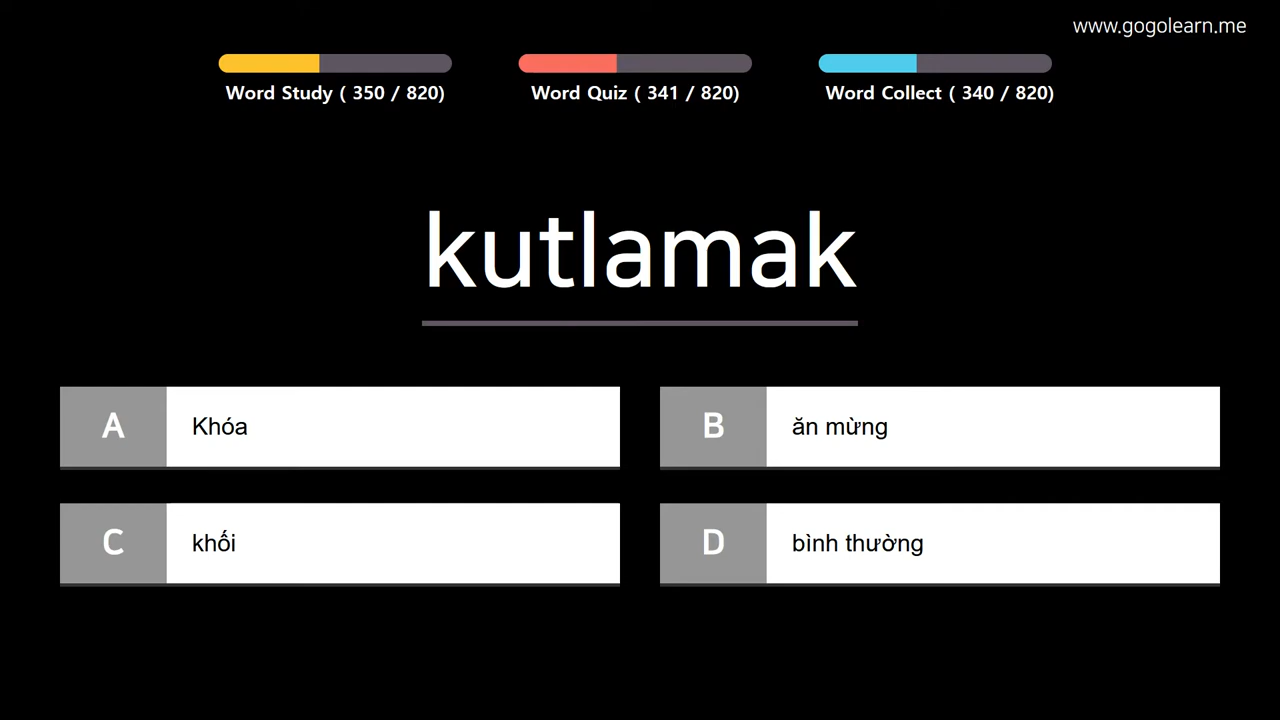 www.gogolearn.me
Word Study ( 350 / 820)
Word Quiz ( 341 / 820)
Word Collect ( 340 / 820)
kutlamak
A Khóa
B ăn mừng
C khối
D bình thường